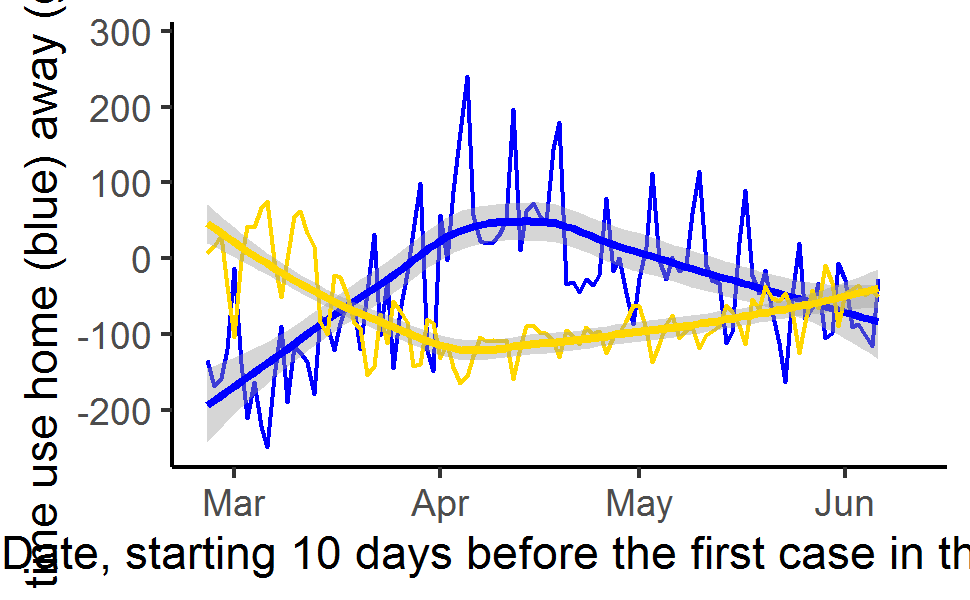 time use home (blue) away (
300
200
100
0
-100
-200
Mar Apr May Jun
Date, starting 10 days before the first case in th